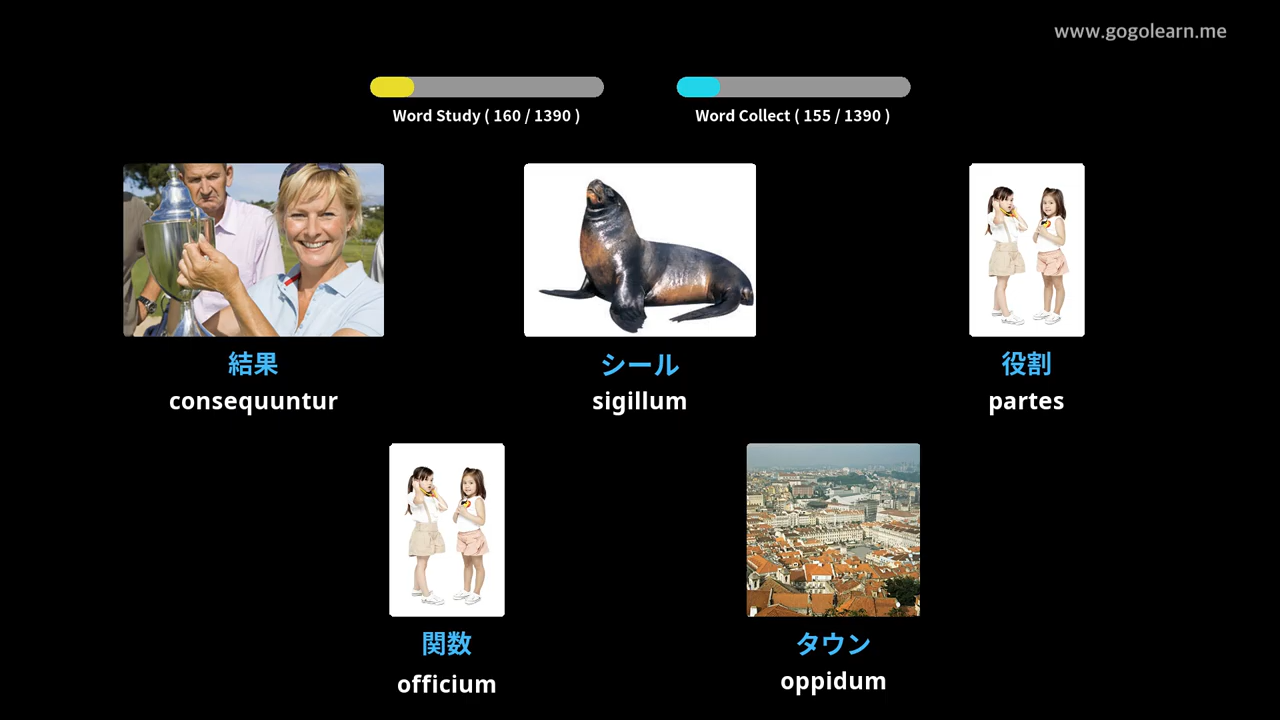 www.gogolearn.me
Word Study ( 160 / 1390 )
Word Collect ( 155 / 1390 )
結果
consequuntur
シール
sigillum
役割
partes
関数
officium
タウン
oppidum